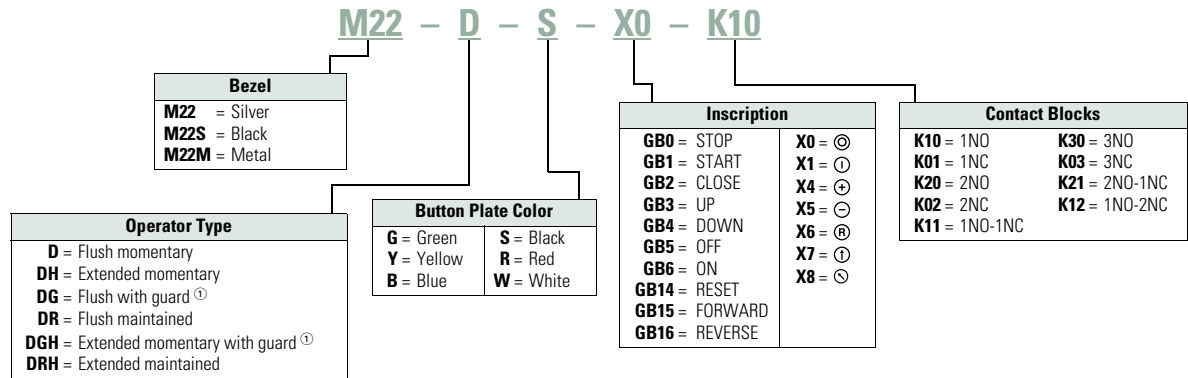 M22 – D – S – X0 – K10
Bezel
M22 = Silver
M22S = Black
M22M = Metal
Operator Type
D = Flush momentary
DH = Extended momentary
DG = Flush with guard ①
DR = Flush maintained
DGH = Extended momentary with guard ①
DRH = Extended maintained
Button Plate Color
G = Green
Y = Yellow
B = Blue
S = Black
R = Red
W = White
Inscription
GB0 = STOP
GB1 = START
GB2 = CLOSE
GB3 = UP
GB4 = DOWN
GB5 = OFF
GB6 = ON
GB14 = RESET
GB15 = FORWARD
GB16 = REVERSE
X0 = ◎
X1 = Ⓘ
X4 = ⊕
X5 = ⊖
X6 = Ⓡ
X7 = ⓛ
X8 = ⦸
Contact Blocks
K10 = 1NO
K01 = 1NC
K20 = 2NO
K02 = 2NC
K11 = 1NO-1NC
K30 = 3NO
K03 = 3NC
K21 = 2NO-1NC
K12 = 1NO-2NC